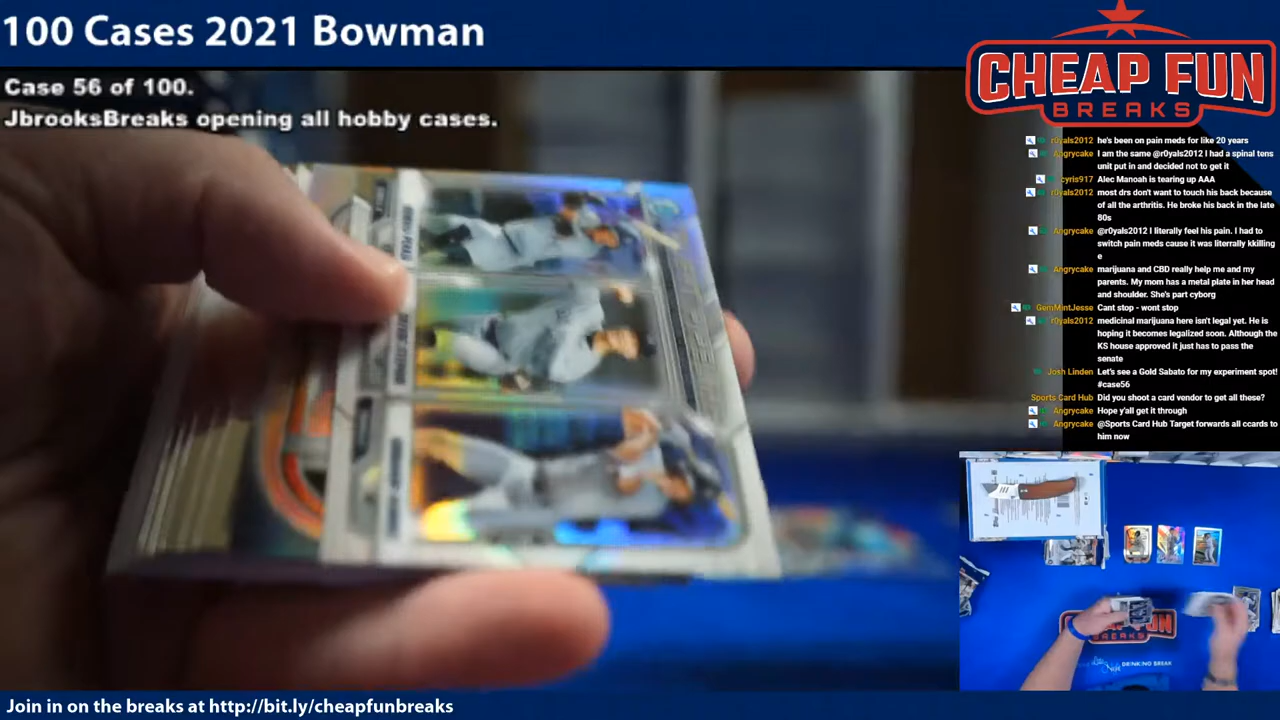 100 Cases 2021 Bowman
Case 56 of 100.
JbrooksBreaks opening all hobby cases.
CHEAP FUN
BREAKS
r0yals2012 he's been on pain meds for like 20 years
Angrycake I am the same @r0yals2012 I had a spinal tens
unit put in and decided not to get it
cyris917 Alec Manoah is tearing up AAA
r0yals2012 most drs don't want to touch his back because
of all the arthritis. He broke his back in the late
80s
Angrycake @r0yals2012 I literally feel his pain. I had to
switch pain meds cause it was literrally kkilling
e
Angrycake marijuana and CBD really help me and my
parents. My mom has a metal plate in her head
and shoulder. She's part cyborg
GemMintJesse Cant stop - wont stop
r0yals2012 medicinal marijuana here isn't legal yet. He is
hoping it becomes legalized soon. Although the
KS house approved it just has to pass the
senate
Josh Linden Let's see a Gold Sabato for my experiment spot!
#case56
Sports Card Hub Did you shoot a card vendor to get all these?
Angrycake Hope y'all get it through
Angrycake @Sports Card Hub Target forwards all ccards to
him now
CHEAP FUN
BREAKS
DRINKING BREAK
Join in on the breaks at http://bit.ly/cheapfunbreaks